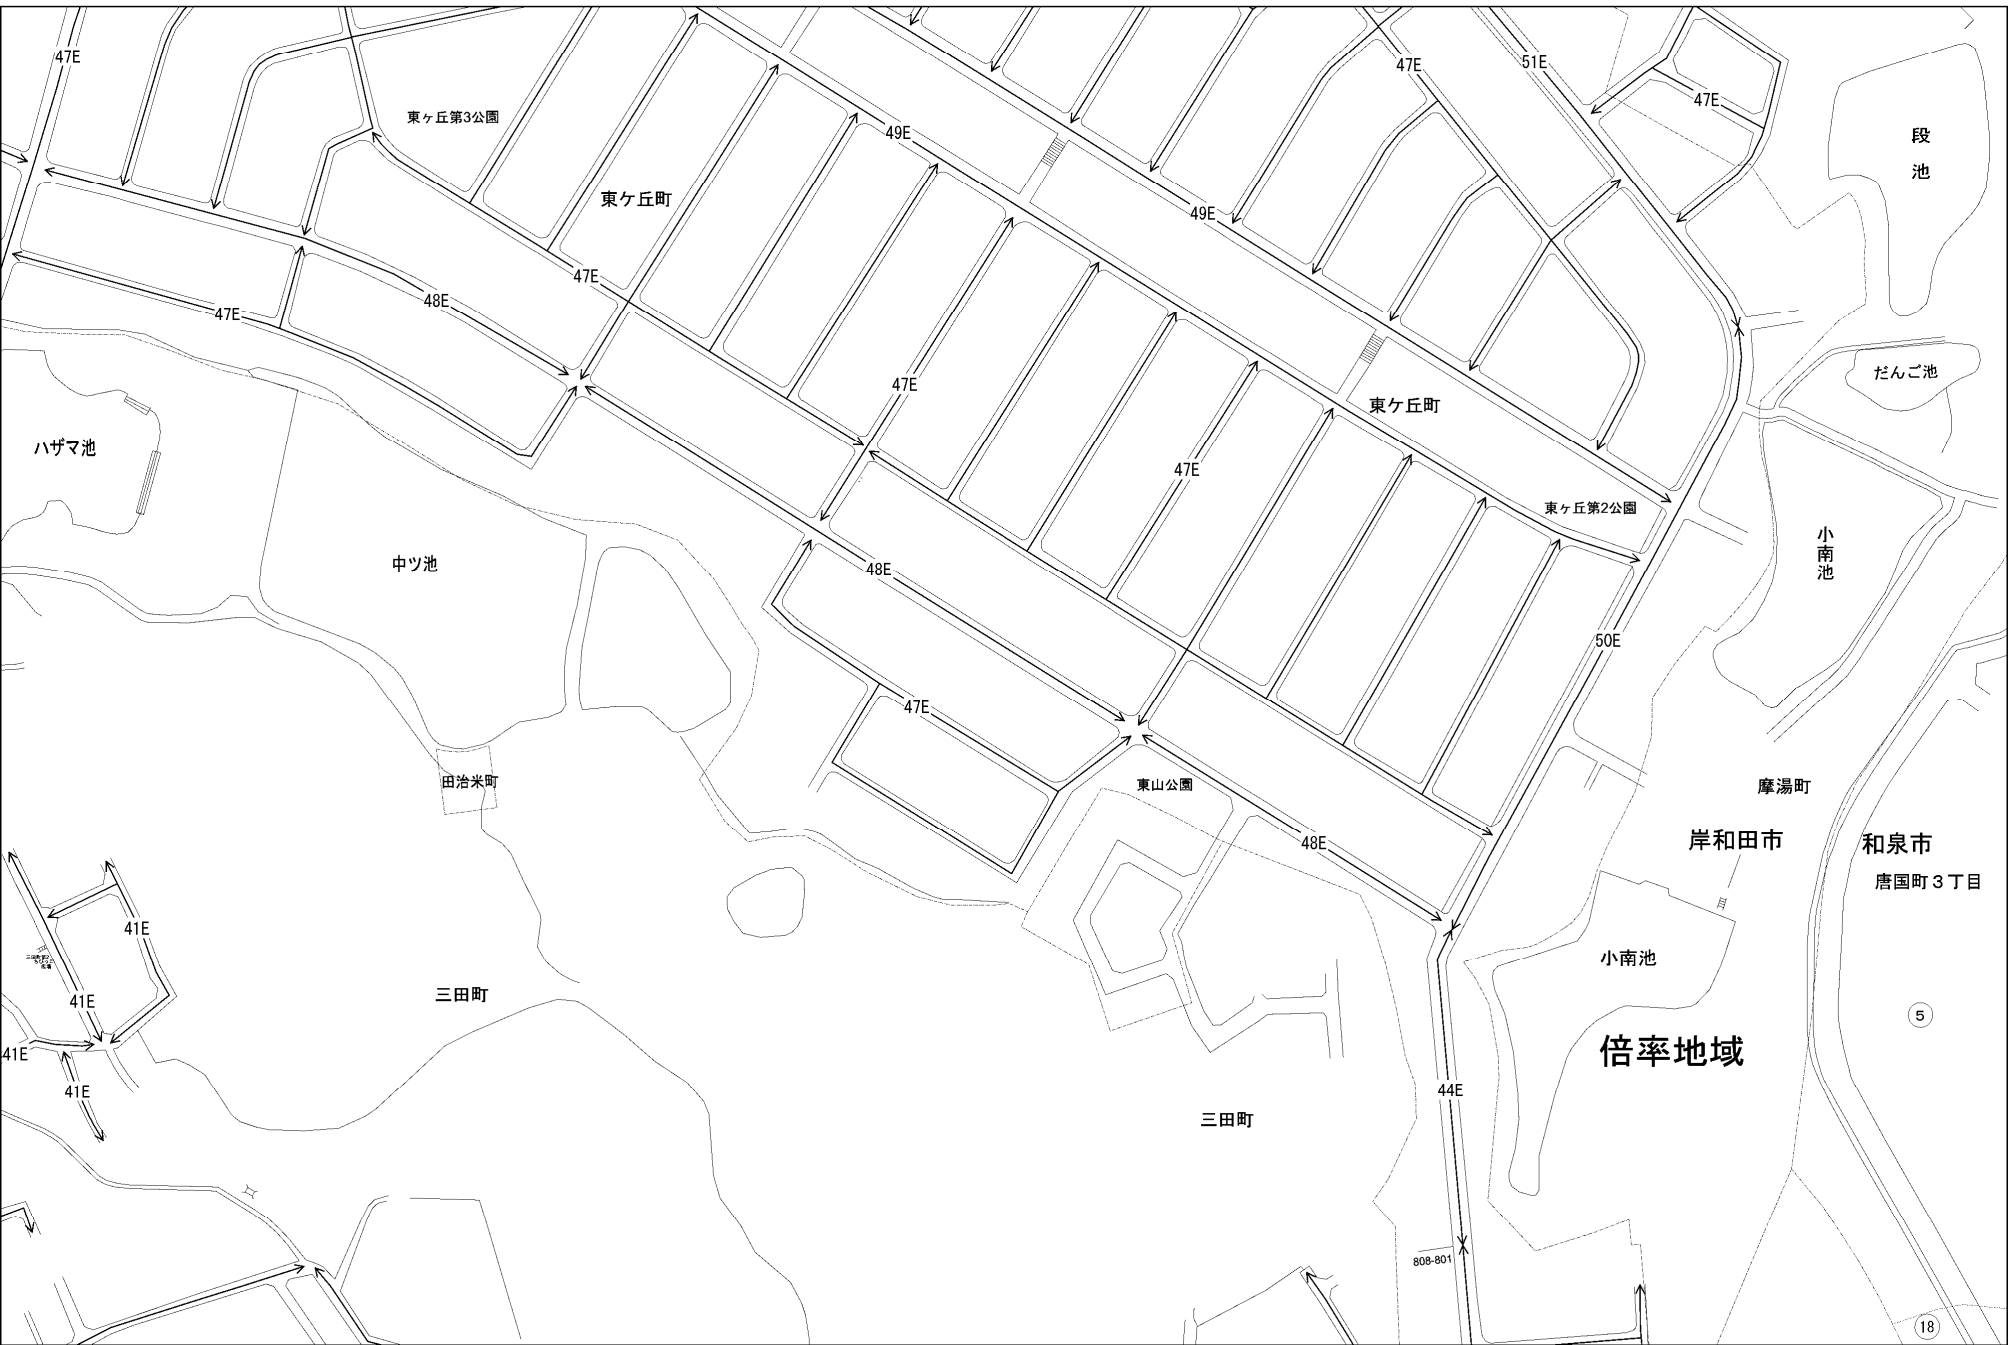 47E
51E
47E
47E
東ヶ丘第3公園
49E
段池
東ケ丘町
49E
47E
48E
47E
だんご池
47E
東ケ丘町
ハザマ池
47E
東ヶ丘第2公園
小南池
中ツ池
48E
50E
47E
田治米町
東山公園
摩湯町
48E
岸和田市
和泉市
唐国町3丁目
41E
小南池
三田町
41E
5
倍率地域
41E
41E
44E
三田町
808-801
18